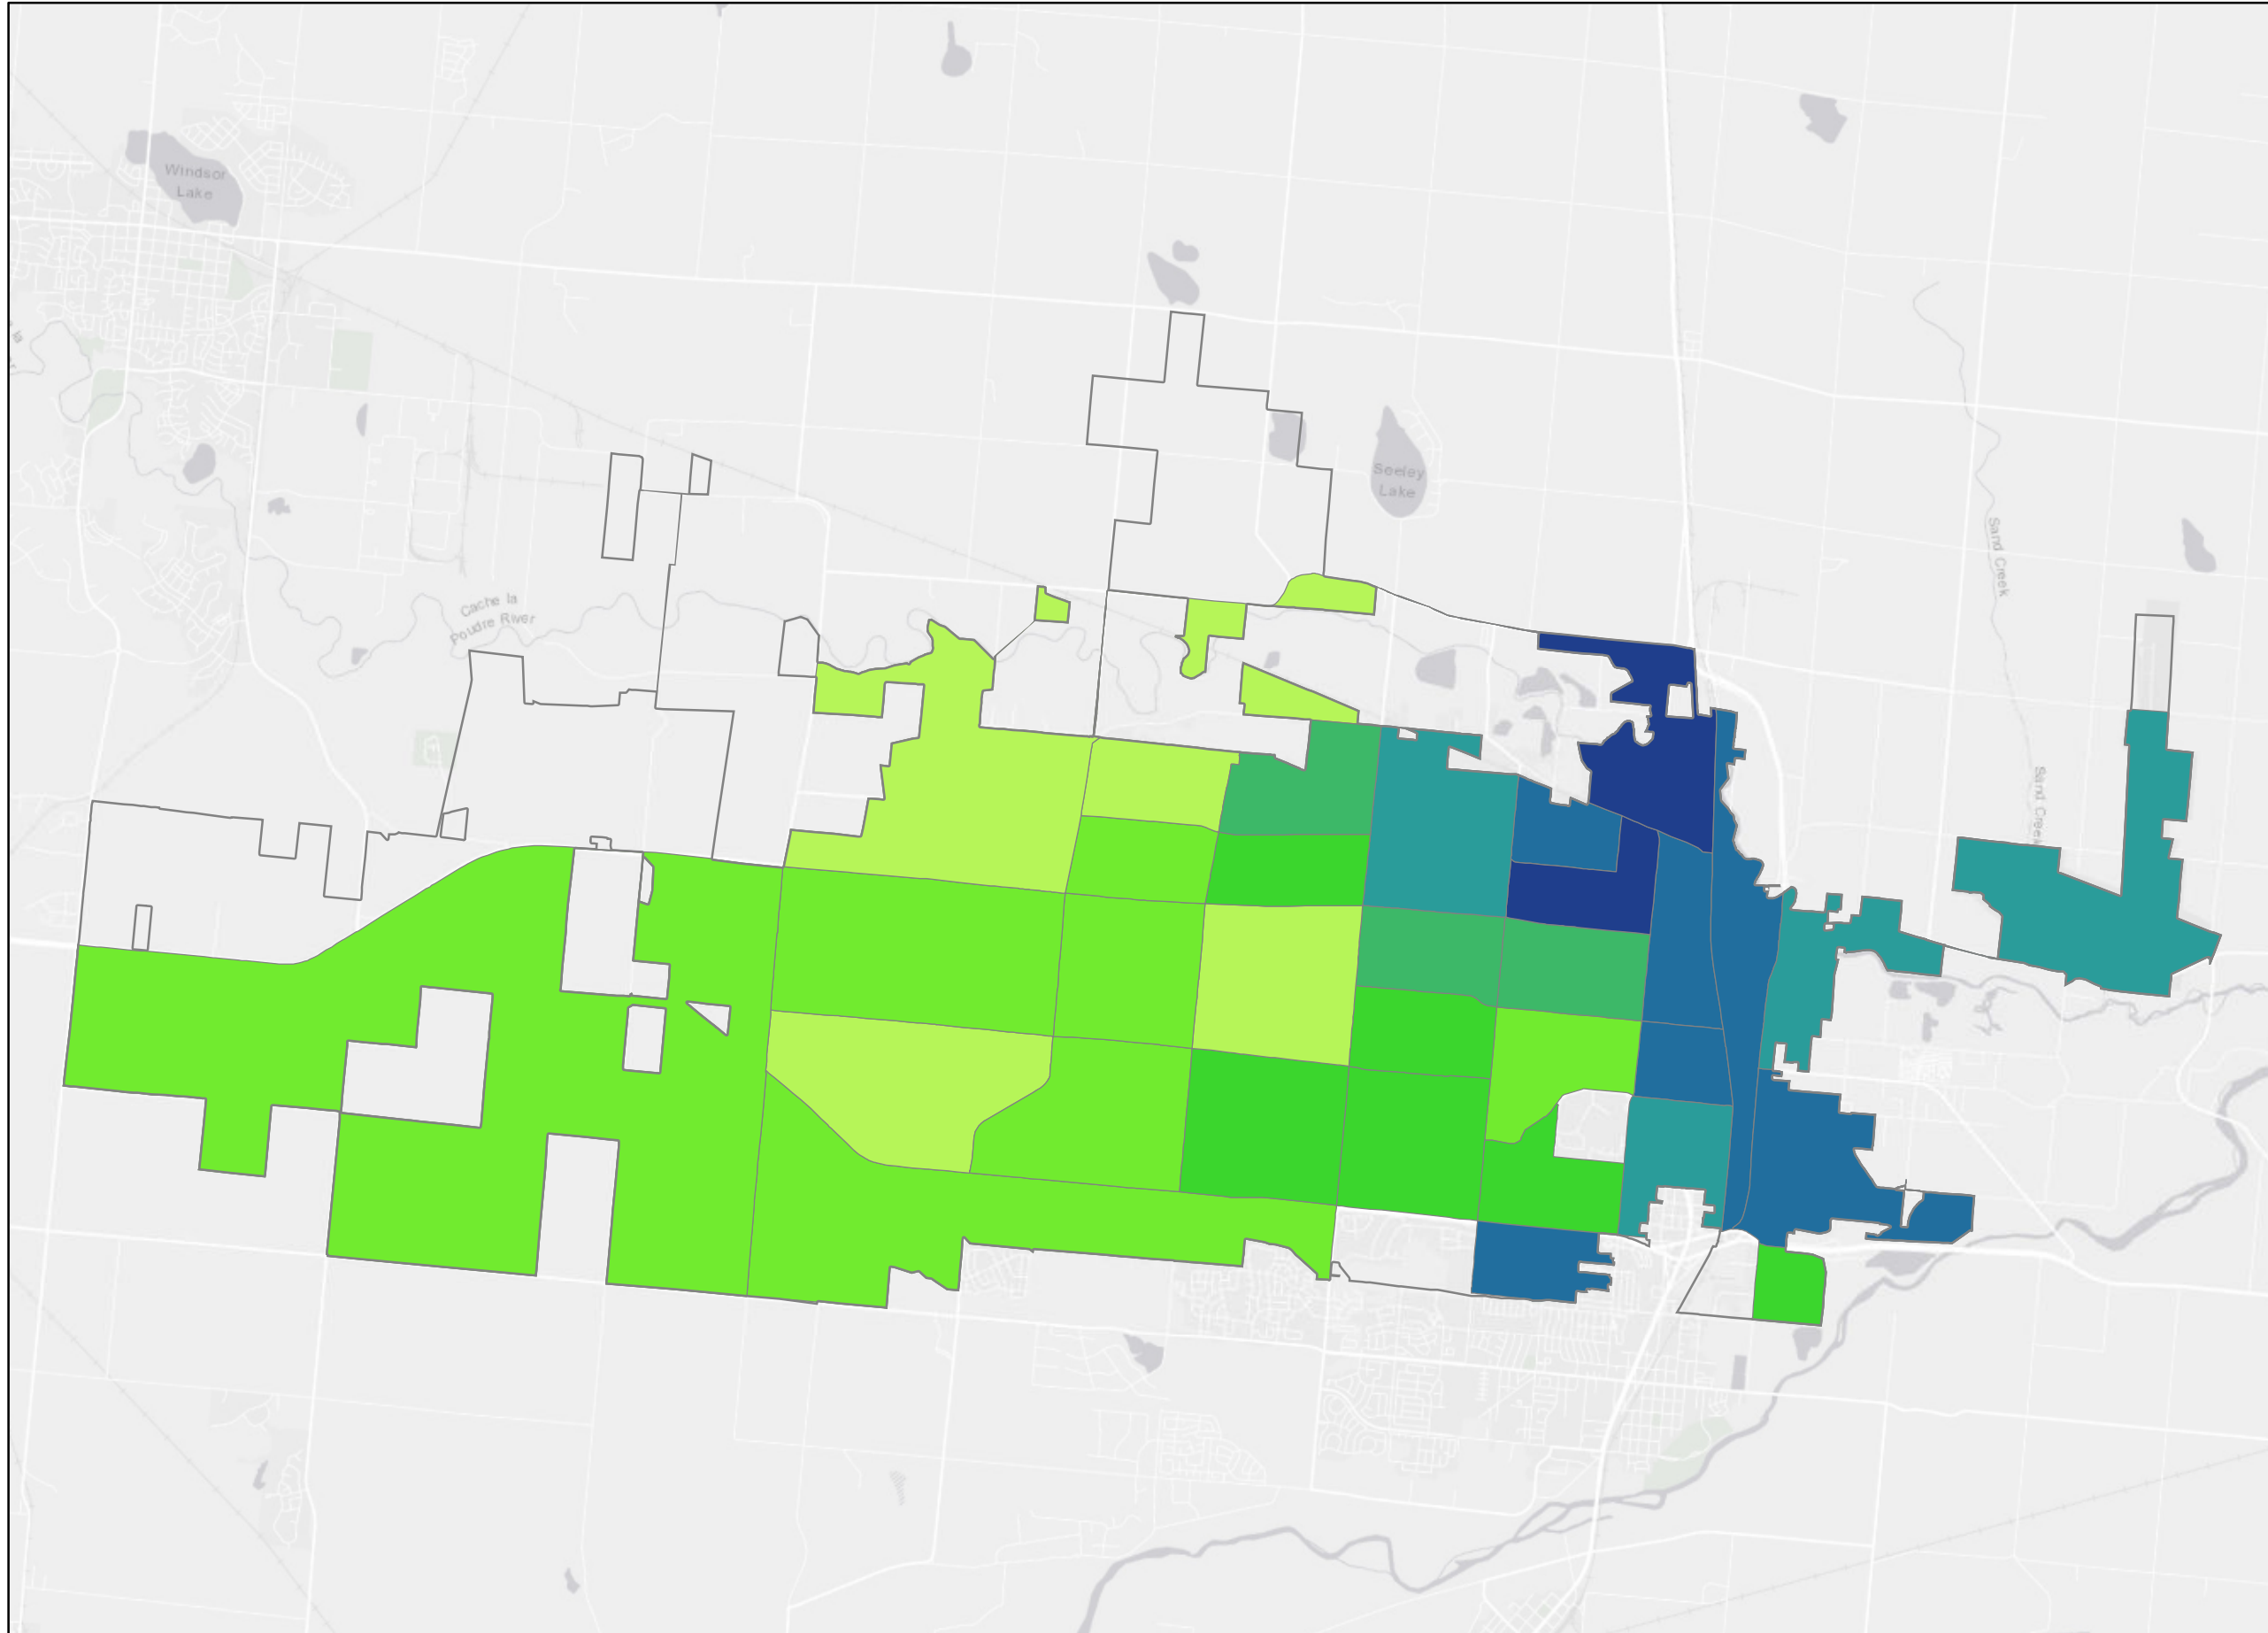 Windsor
Lake
Seeley
Lake
Sand Creek
Cache la
Poudre River
Sand Creek